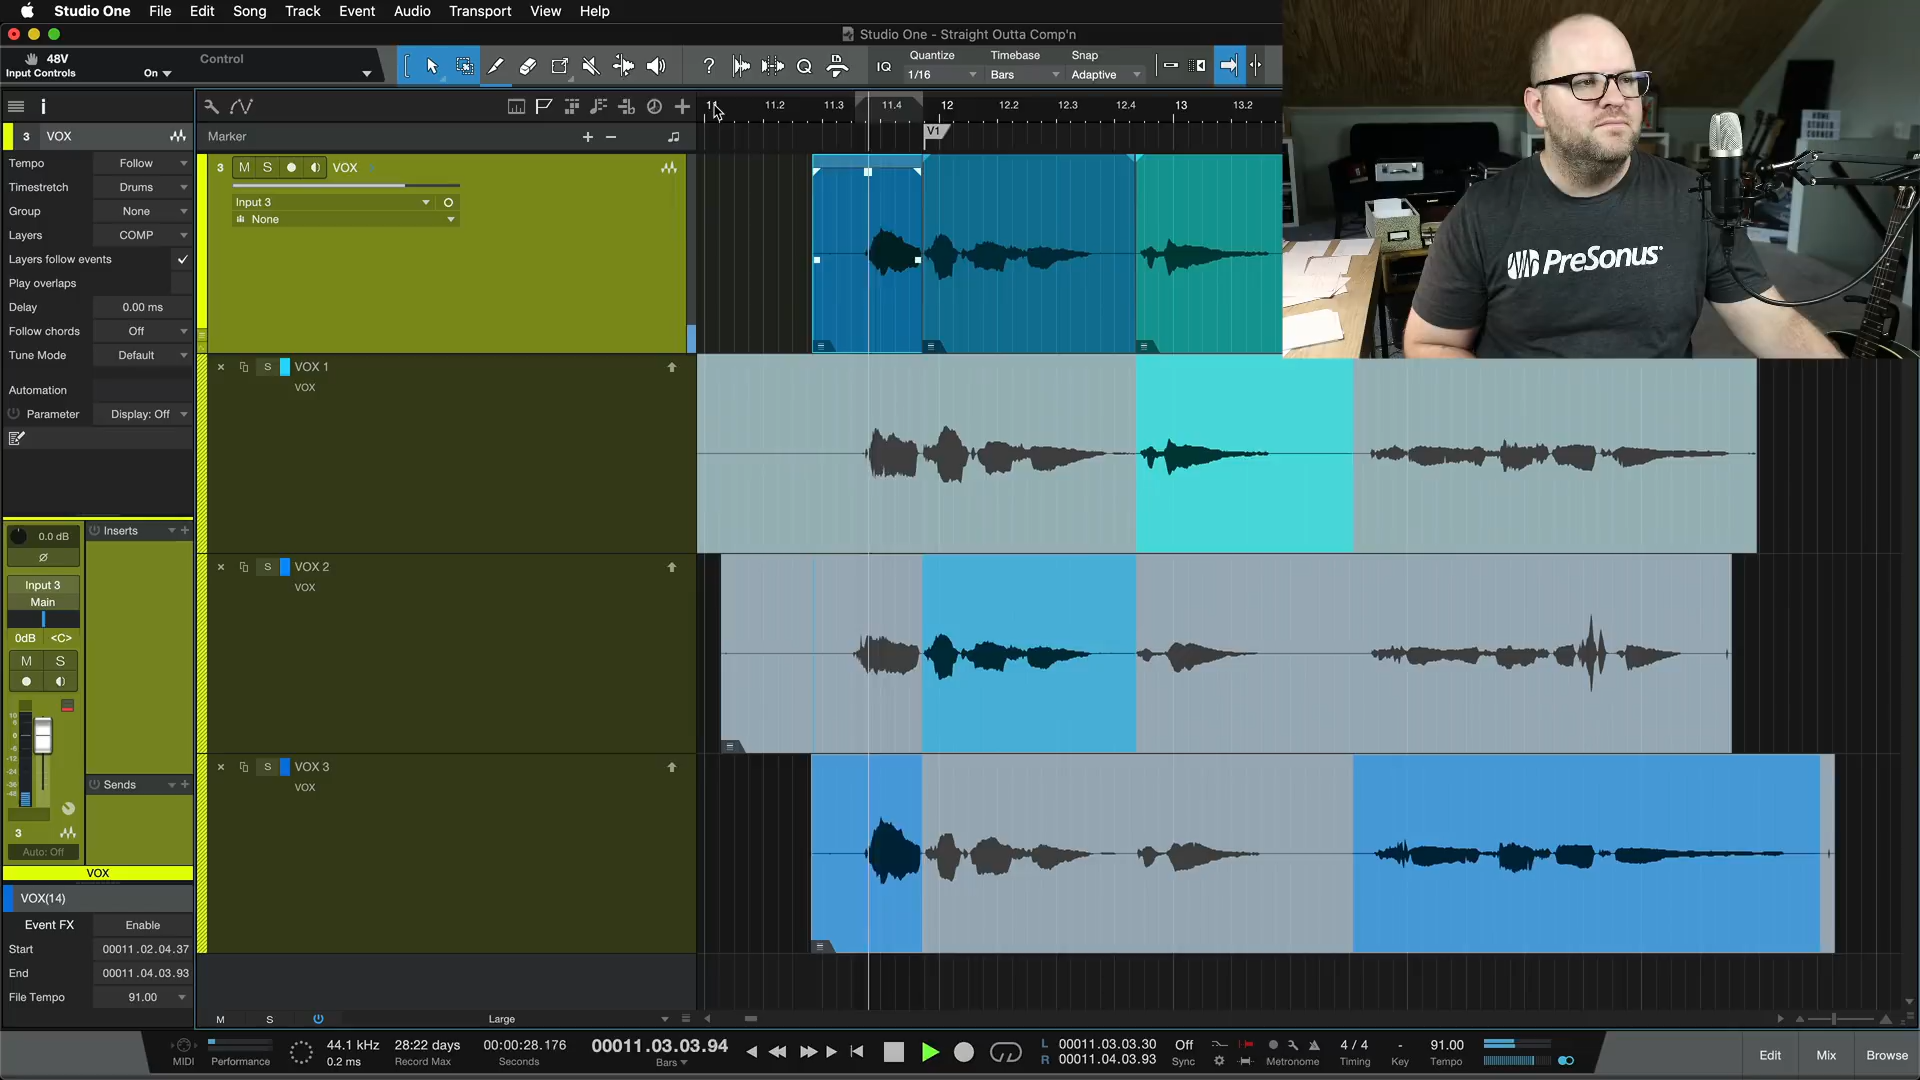 Studio One File Edit Song Track Event Audio Transport View Help
Studio One - Straight Outta Comp'n
48V
Input Controls
On
Control
IQ
Quantize
1/16
Timebase
Bars
Snap
Adaptive
3 VOX
Tempo Follow
Timestretch Drums
Group None
Layers COMP
Layers follow events
Play overlaps
Delay 0.00 ms
Follow chords Off
Tune Mode Default
Automation
Parameter Display: Off
Marker
11 11.2 11.3 11.4 12 12.2 12.3 12.4 13 13.2
V1
3 M S VOX
Input 3
None
S VOX 1
VOX
S VOX 2
VOX
S VOX 3
VOX
0.0 dB
Inserts
Input 3
Main
0dB <C>
M S
Sends
3
Auto: Off
VOX
VOX(14)
Event FX Enable
Start 00011.02.04.37
End 00011.04.03.93
File Tempo 91.00
M S Large
PreSonus
HOME
STUDIO
CORNER
MIDI
Performance
44.1 kHz
0.2 ms
28:22 days
Record Max
00:00:28.176
Seconds
00011.03.03.94
Bars
L 00011.03.03.30
R 00011.04.03.93
Off
Sync
Metronome
4 / 4
Timing
-
Key
91.00
Tempo
Edit Mix Browse